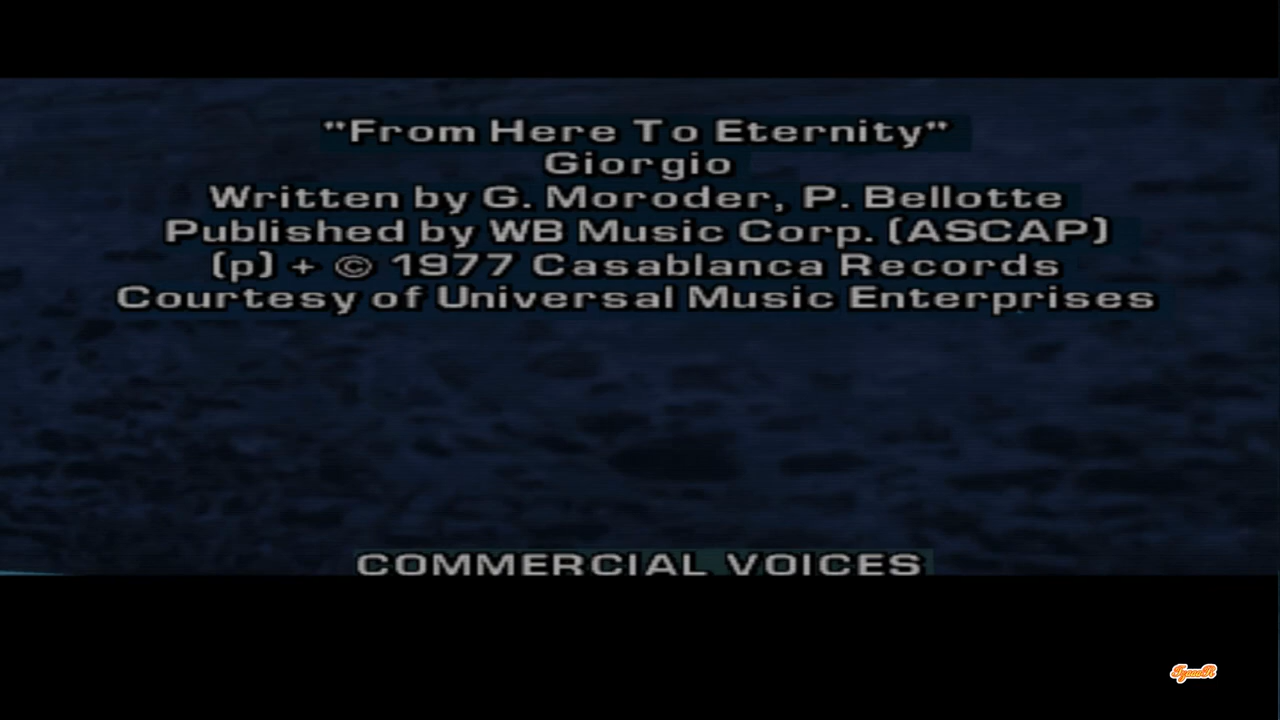 "From Here To Eternity"
Giorgio
Written by G. Moroder, P. Bellotte
Published by WB Music Corp. (ASCAP)
(p) + © 1977 Casablanca Records
Courtesy of Universal Music Enterprises
COMMERCIAL VOICES